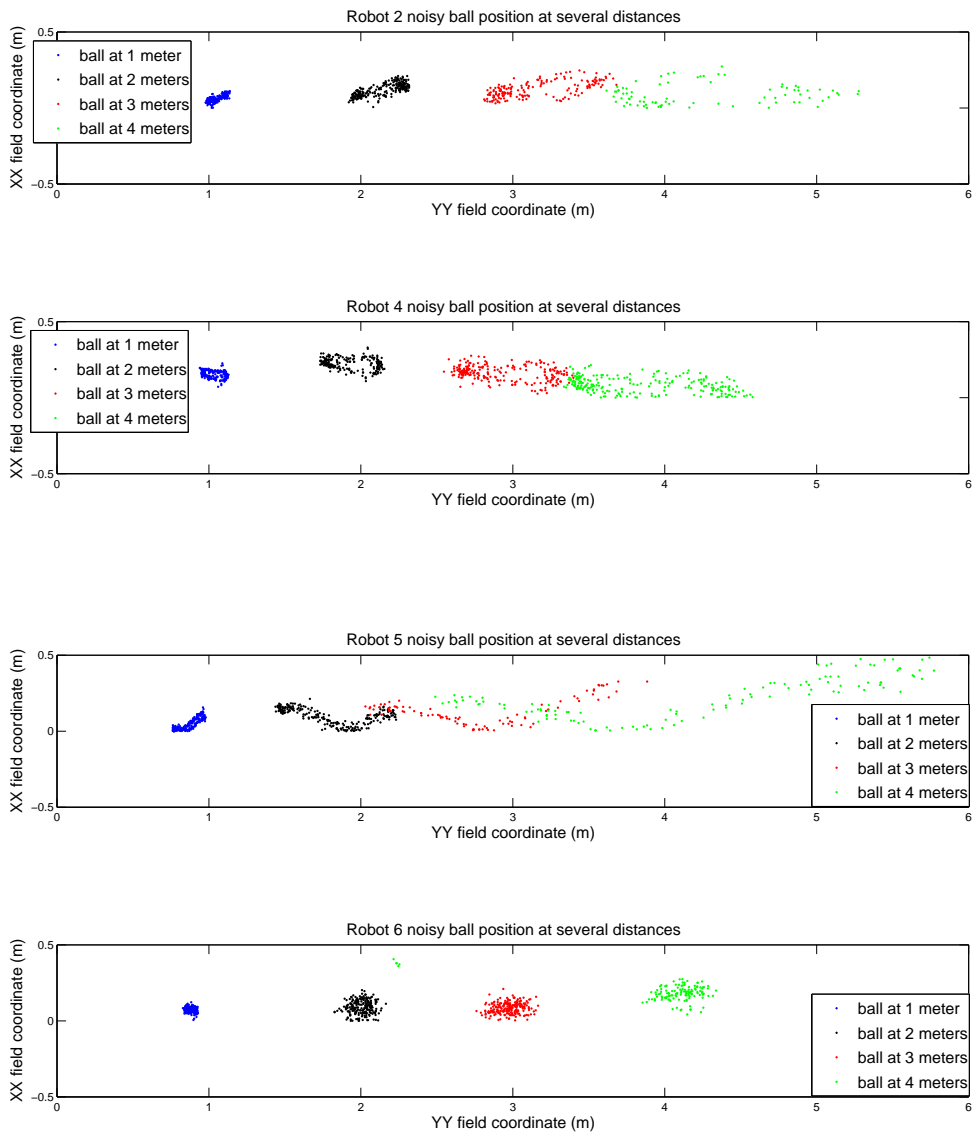 Robot 2 noisy ball position at several distances
XX field coordinate (m)
0.5
−0.5
ball at 1 meter
ball at 2 meters
ball at 3 meters
ball at 4 meters
0 1 2 3 4 5 6
YY field coordinate (m)
Robot 4 noisy ball position at several distances
XX field coordinate (m)
0.5
−0.5
ball at 1 meter
ball at 2 meters
ball at 3 meters
ball at 4 meters
0 1 2 3 4 5 6
YY field coordinate (m)
Robot 5 noisy ball position at several distances
XX field coordinate (m)
0.5
0
−0.5
ball at 1 meter
ball at 2 meters
ball at 3 meters
ball at 4 meters
0 1 2 3 4 5 6
YY field coordinate (m)
Robot 6 noisy ball position at several distances
XX field coordinate (m)
0.5
0
−0.5
ball at 1 meter
ball at 2 meters
ball at 3 meters
ball at 4 meters
0 1 2 3 4 5 6
YY field coordinate (m)